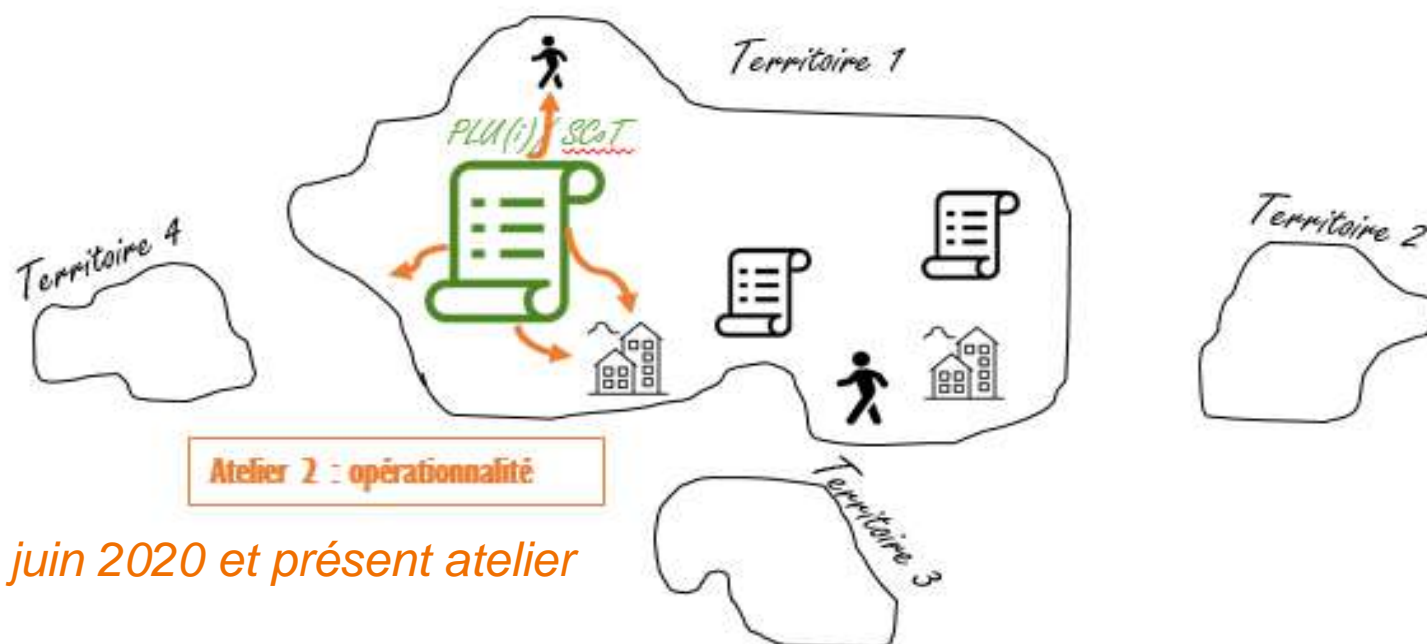 Territoire 1
PLU(i)/ SCoT
Territoire 2
Territoire 4
Atelier 2 : opérationnalité
Territoire 3
juin 2020 et présent atelier